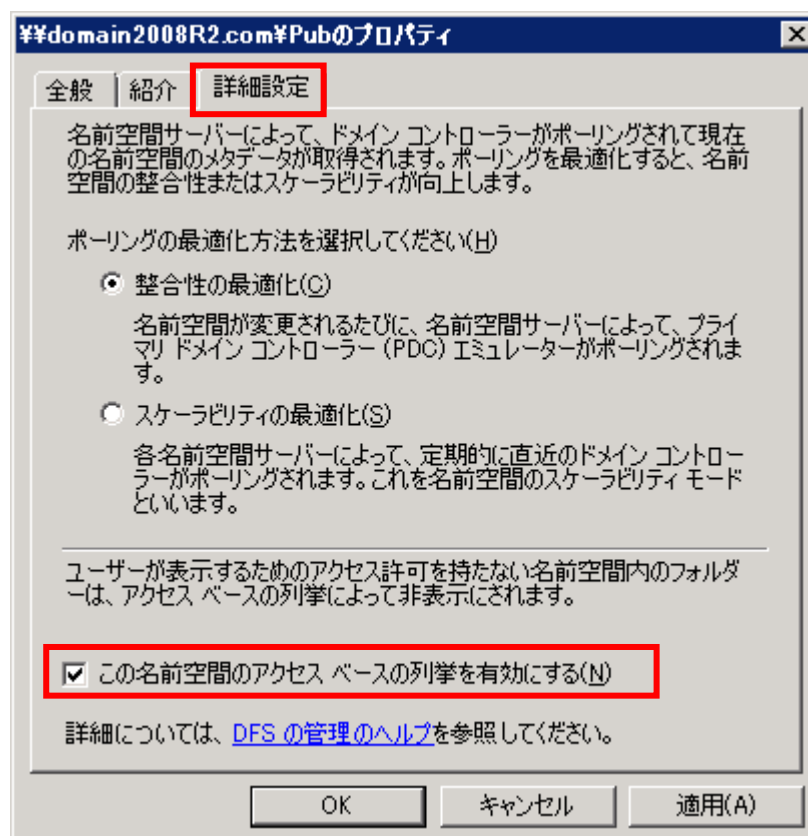 ¥¥domain2008R2.com¥Pubのプロパティ
全般 紹介 詳細設定
名前空間サーバーによって、ドメイン コントローラーがポーリングされて現在
の名前空間のメタデータが取得されます。ポーリングを最適化すると、名前
空間の整合性またはスケーラビリティが向上します。
ポーリングの最適化方法を選択してください(H)
整合性の最適化(C)
名前空間が変更されるたびに、名前空間サーバーによって、プライ
マリ ドメイン コントローラー (PDC) エミュレーターがポーリングされま
す。
スケーラビリティの最適化(S)
各名前空間サーバーによって、定期的に直近のドメイン コントロー
ラーがポーリングされます。これを名前空間のスケーラビリティ モード
といいます。
ユーザーが表示するためのアクセス許可を持たない名前空間内のフォルダ
ーは、アクセス ベースの列挙によって非表示にされます。
この名前空間のアクセス ベースの列挙を有効にする(N)
詳細については、DFS の管理のヘルプを参照してください。
OK キャンセル 適用(A)